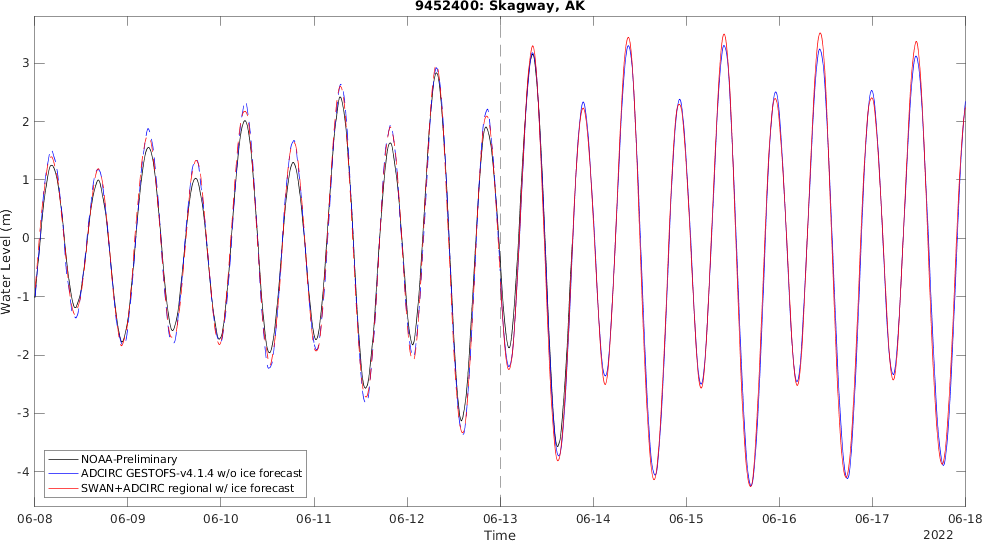 9452400: Skagway, AK
Water Level (m)
3
2
1
0
-1
-2
-3
-4
NOAA-Preliminary
ADCIRC GESTOFS-v4.1.4 w/o ice forecast
SWAN+ADCIRC regional w/ ice forecast
06-08 06-09 06-10 06-11 06-12 06-13 06-14 06-15 06-16 06-17 06-18
Time
2022